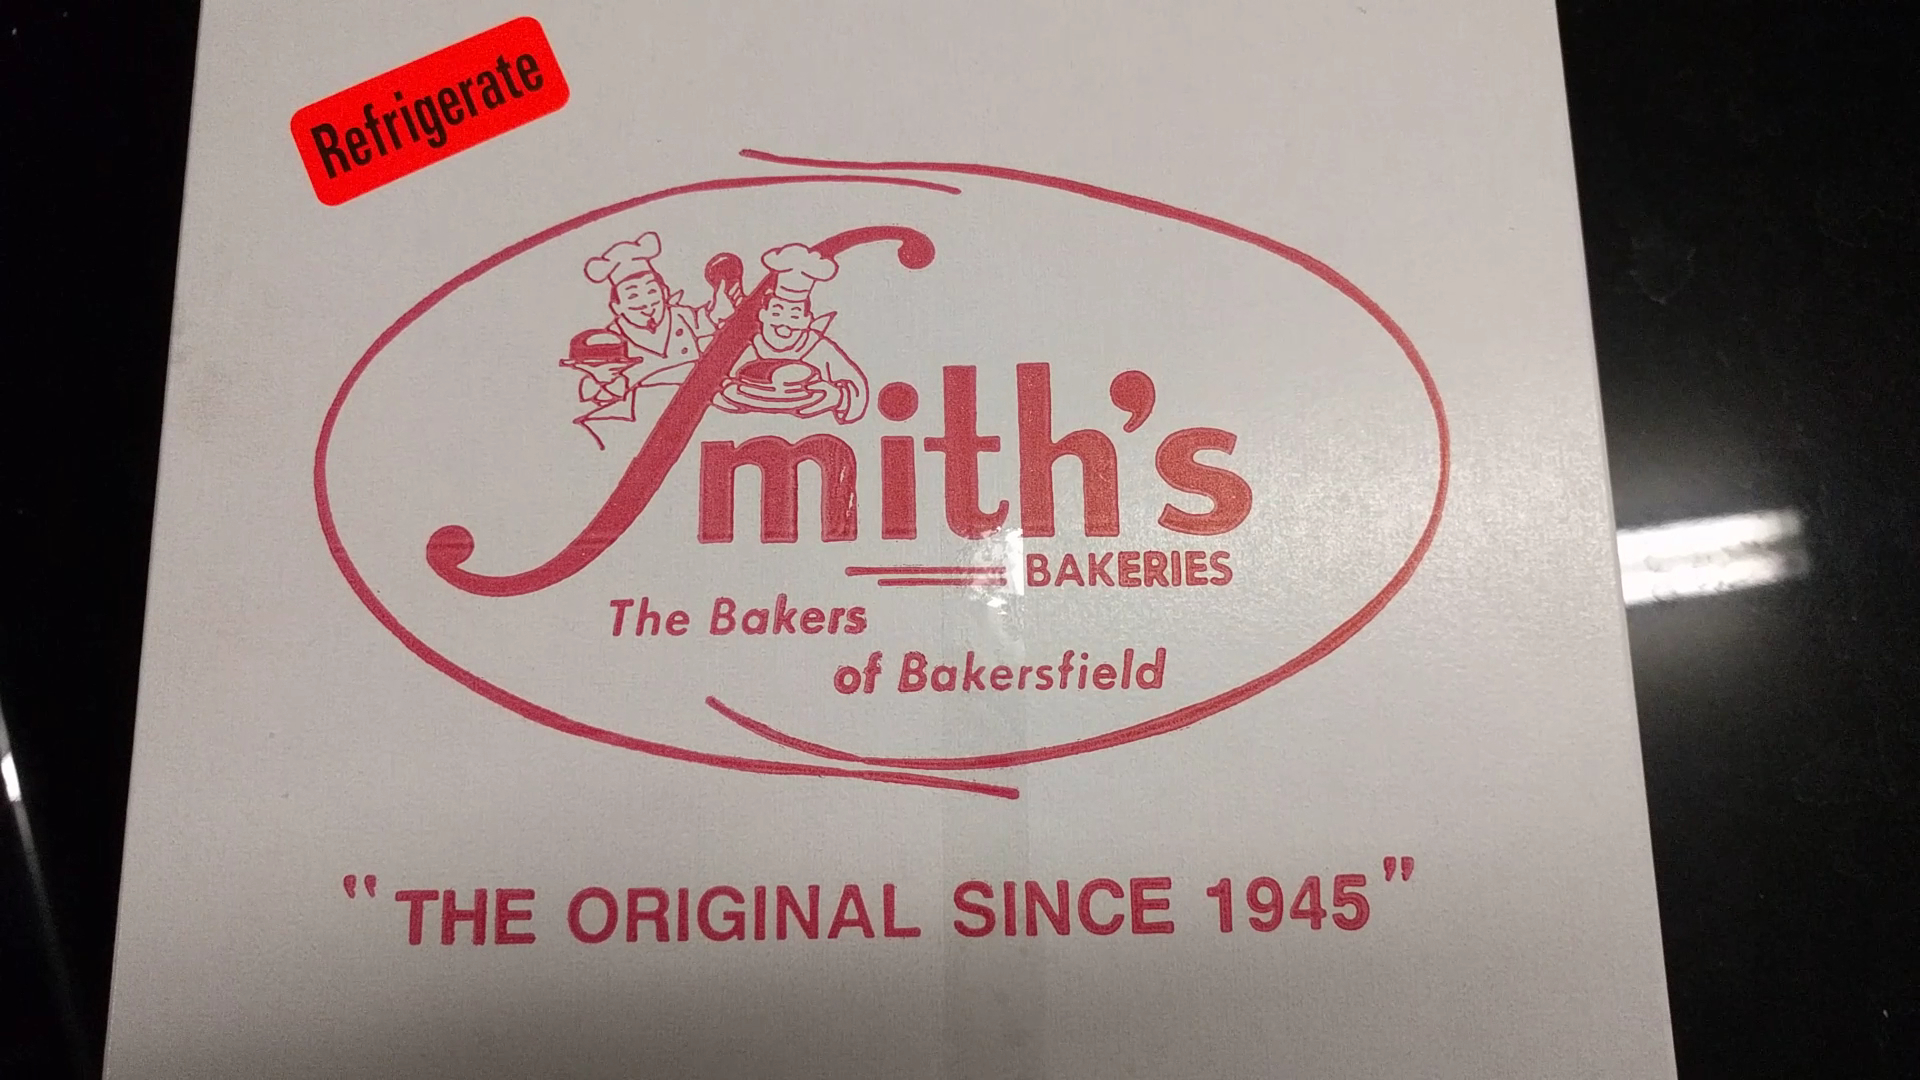 Refrigerate
Smith's
BAKERIES
The Bakers
of Bakersfield
"THE ORIGINAL SINCE 1945"